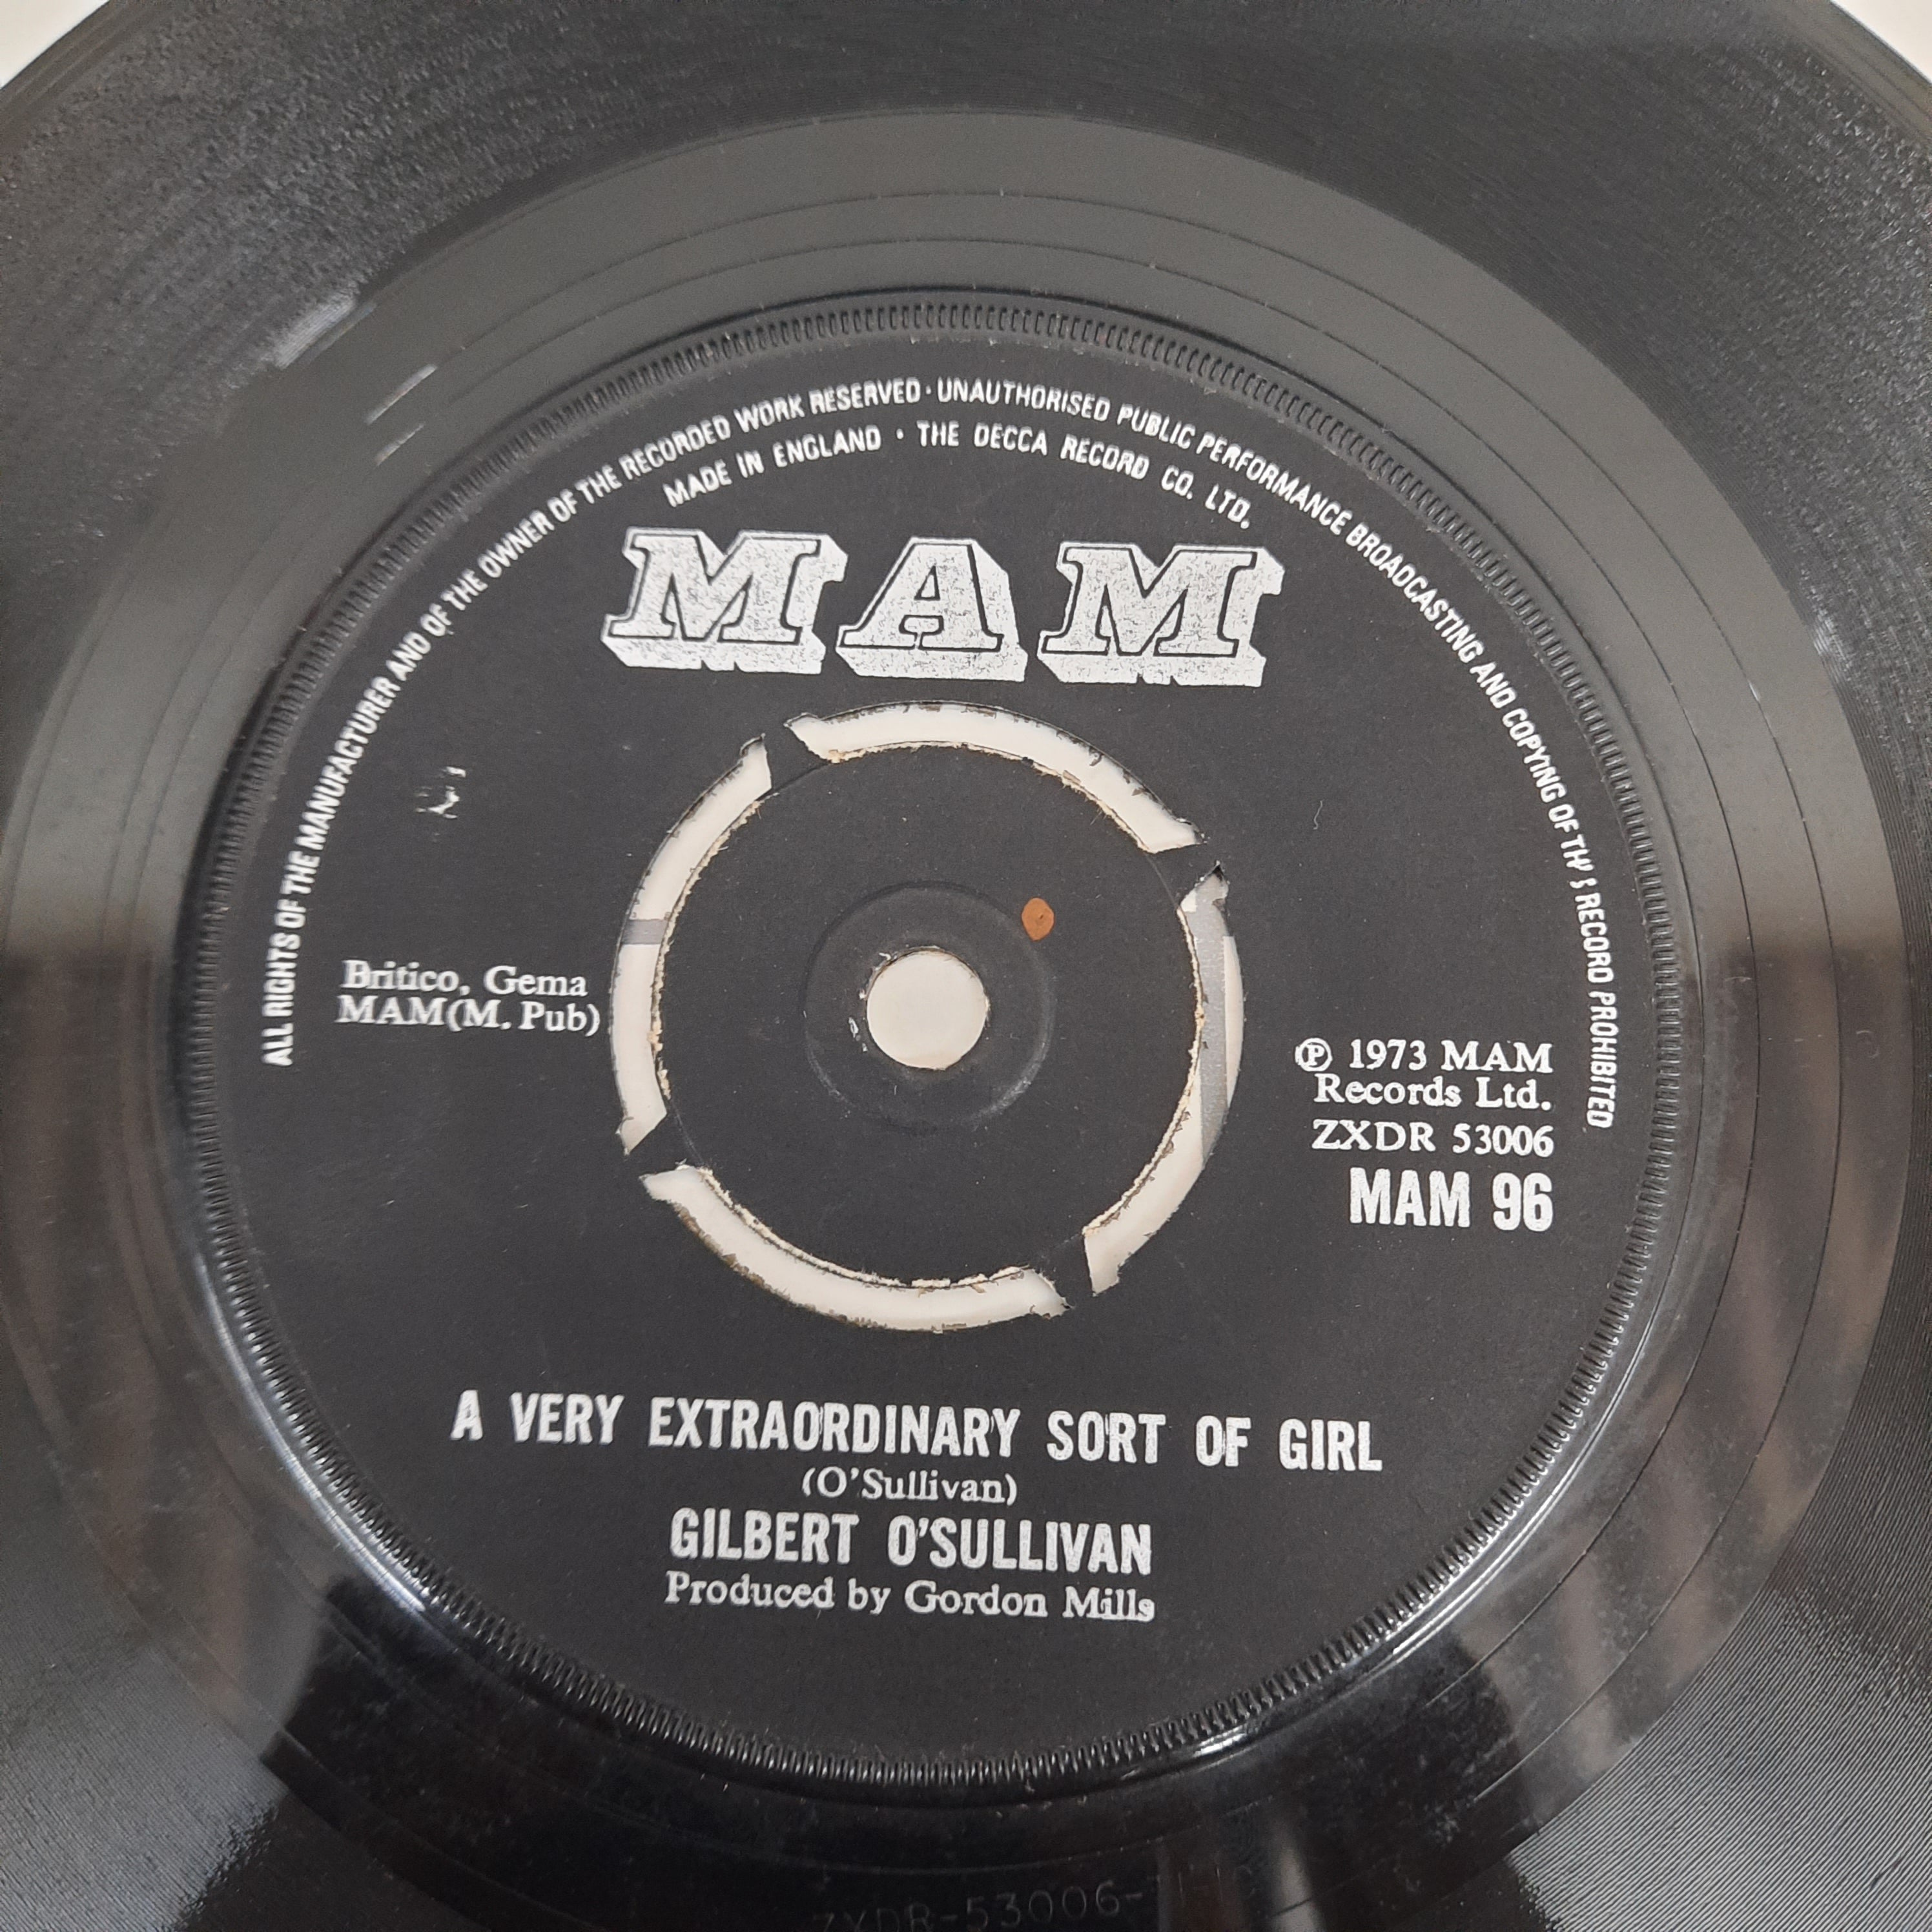 ALL RIGHTS OF THE MANUFACTURER AND OF THE OWNER OF THE RECORDED WORK RESERVED · UNAUTHORISED PUBLIC PERFORMANCE BROADCASTING AND COPYING OF RECORD PROHIBITED
MADE IN ENGLAND · THE DECCA RECORD CO. LTD.
MAM
Britico, Gema
MAM(M. Pub)
℗ 1973 MAM
Records Ltd.
ZXDR 53006
MAM 96
A VERY EXTRAORDINARY SORT OF GIRL
(O'Sullivan)
GILBERT O'SULLIVAN
Produced by Gordon Mills
ZXDR-53006-